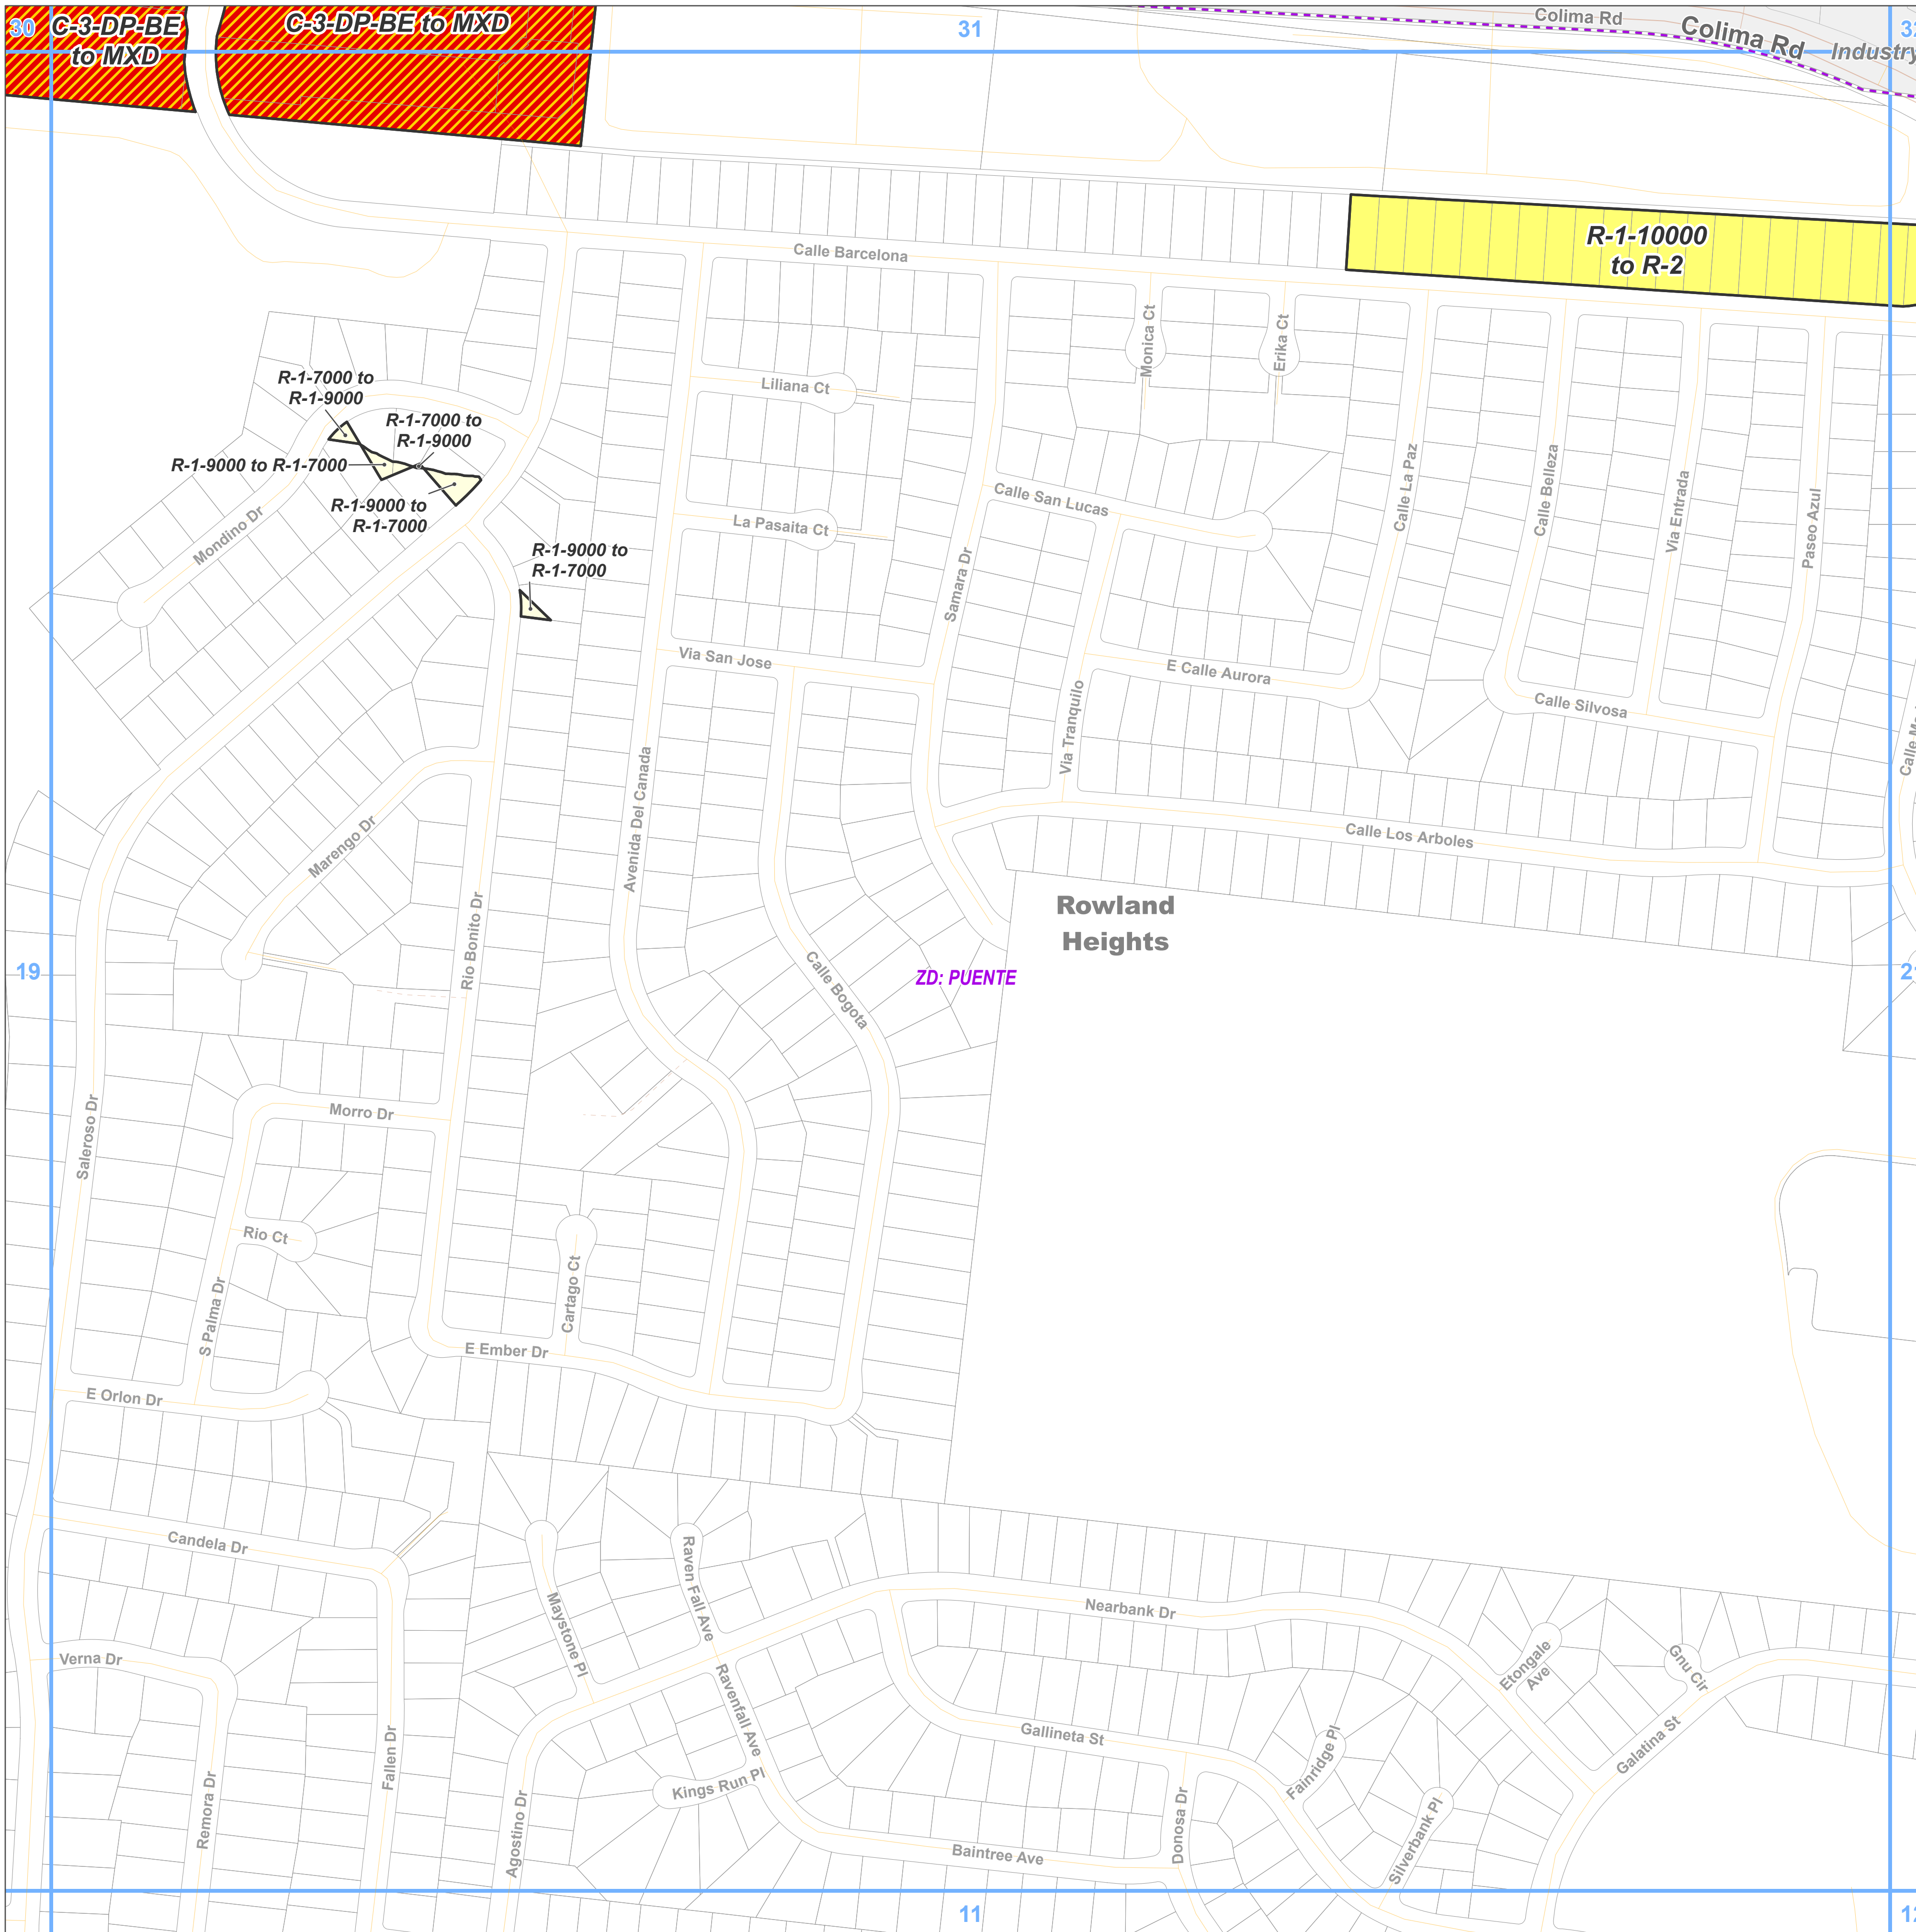 30
C-3-DP-BE
to MXD
C-3-DP-BE to MXD
31
Colima Rd
Colima Rd
Industry
R-1-10000
to R-2
Calle Barcelona
Monica Ct
Erika Ct
Liliana Ct
R-1-7000 to
R-1-9000
R-1-7000 to
R-1-9000
R-1-9000 to R-1-7000
R-1-9000 to
R-1-7000
R-1-9000 to
R-1-7000
Mondino Dr
La Pasaita Ct
Calle San Lucas
Calle La Paz
Calle Belleza
Via Entrada
Paseo Azul
Samara Dr
Via San Jose
E Calle Aurora
Calle Silvosa
Via Tranquilo
Avenida Del Canada
Marengo Dr
Calle Los Arboles
Rio Bonito Dr
Rowland
Heights
ZD: PUENTE
19
Calle Bogota
Saleroso Dr
Morro Dr
Rio Ct
Cartago Ct
S Palma Dr
E Ember Dr
E Orlon Dr
Candela Dr
Maystone Pl
Raven Fall Ave
Nearbank Dr
Verna Dr
Etongale
Ave
Gnu Cir
Ravenfall Ave
Gallineta St
Galatina St
Fainridge Pl
Fallen Dr
Kings Run Pl
Remora Dr
Agostino Dr
Donosa Dr
Silverbank Pl
Baintree Ave
11